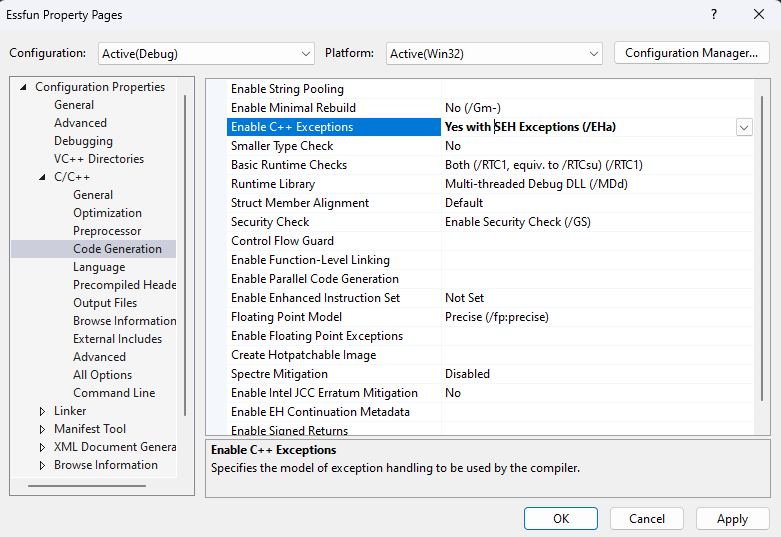 Essfun Property Pages
Configuration: Active(Debug) Platform: Active(Win32) Configuration Manager...
Configuration Properties
General
Advanced
Debugging
VC++ Directories
C/C++
General
Optimization
Preprocessor
Code Generation
Language
Precompiled Heade
Output Files
Browse Information
External Includes
Advanced
All Options
Command Line
Linker
Manifest Tool
XML Document Genera
Browse Information
Enable String Pooling
Enable Minimal Rebuild No (/Gm-)
Enable C++ Exceptions Yes with SEH Exceptions (/EHa)
Smaller Type Check No
Basic Runtime Checks Both (/RTC1, equiv. to /RTCsu) (/RTC1)
Runtime Library Multi-threaded Debug DLL (/MDd)
Struct Member Alignment Default
Security Check Enable Security Check (/GS)
Control Flow Guard
Enable Function-Level Linking
Enable Parallel Code Generation
Enable Enhanced Instruction Set Not Set
Floating Point Model Precise (/fp:precise)
Enable Floating Point Exceptions
Create Hotpatchable Image
Spectre Mitigation Disabled
Enable Intel JCC Erratum Mitigation No
Enable EH Continuation Metadata
Enable Signed Returns
Enable C++ Exceptions
Specifies the model of exception handling to be used by the compiler.
OK Cancel Apply